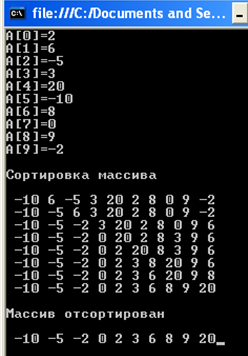 file:///C:/Documents and Se...
A[0]=2
A[1]=6
A[2]=-5
A[3]=3
A[4]=20
A[5]=-10
A[6]=8
A[7]=0
A[8]=9
A[9]=-2
Сортировка массива
-10 6 -5 3 20 2 8 0 9 -2
-10 -5 6 3 20 2 8 0 9 -2
-10 -5 -2 3 20 2 8 0 9 6
-10 -5 -2 0 20 2 8 3 9 6
-10 -5 -2 0 2 20 8 3 9 6
-10 -5 -2 0 2 3 8 20 9 6
-10 -5 -2 0 2 3 6 20 9 8
-10 -5 -2 0 2 3 6 8 9 20
Массив отсортирован
-10 -5 -2 0 2 3 6 8 9 20_